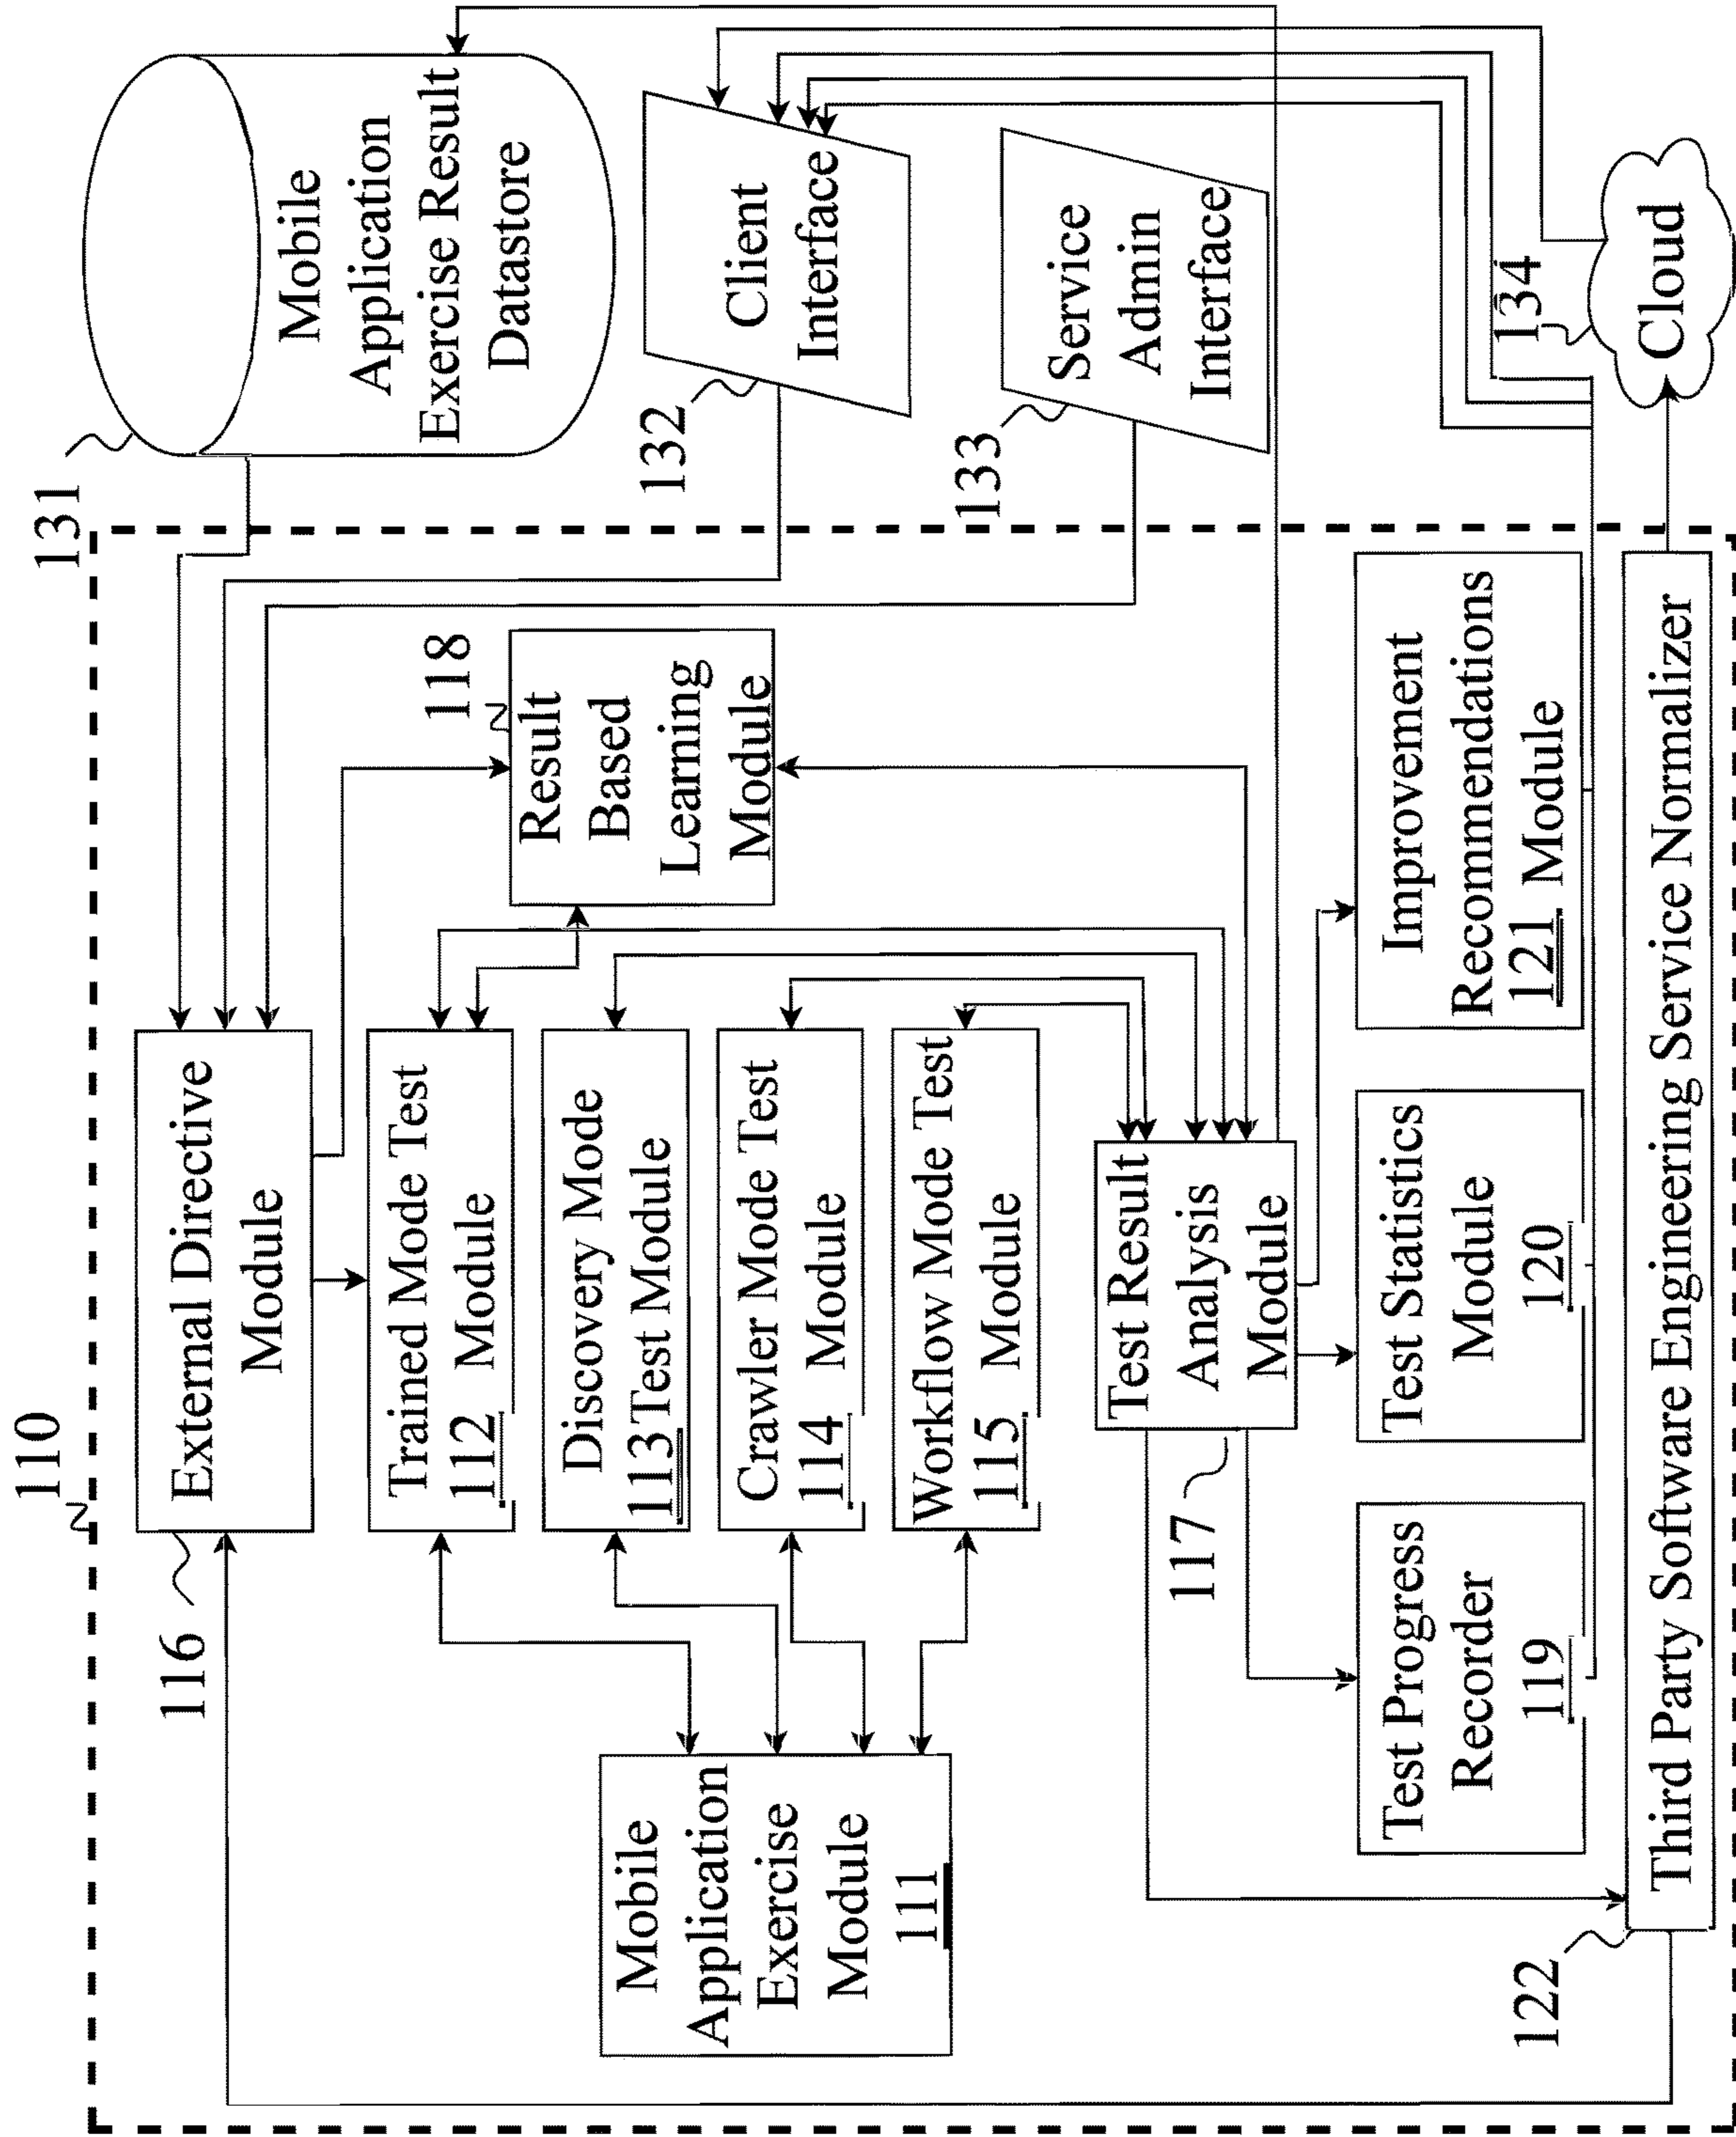 110
131
116
External Directive
Module
Mobile
Application
Exercise Result
Datastore
118
Result
Based
Learning
Module
132
Client
Interface
Trained Mode Test
112 Module
Discovery Mode
113 Test Module
Mobile
Application
Exercise
Module
111
Crawler Mode Test
114 Module
Workflow Mode Test
115 Module
133
Service
Admin
Interface
117
Test Result
Analysis
Module
Test Progress
Recorder
119
Test Statistics
Module
120
Improvement
Recommendations
121 Module
134
Cloud
122
Third Party Software Engineering Service Normalizer